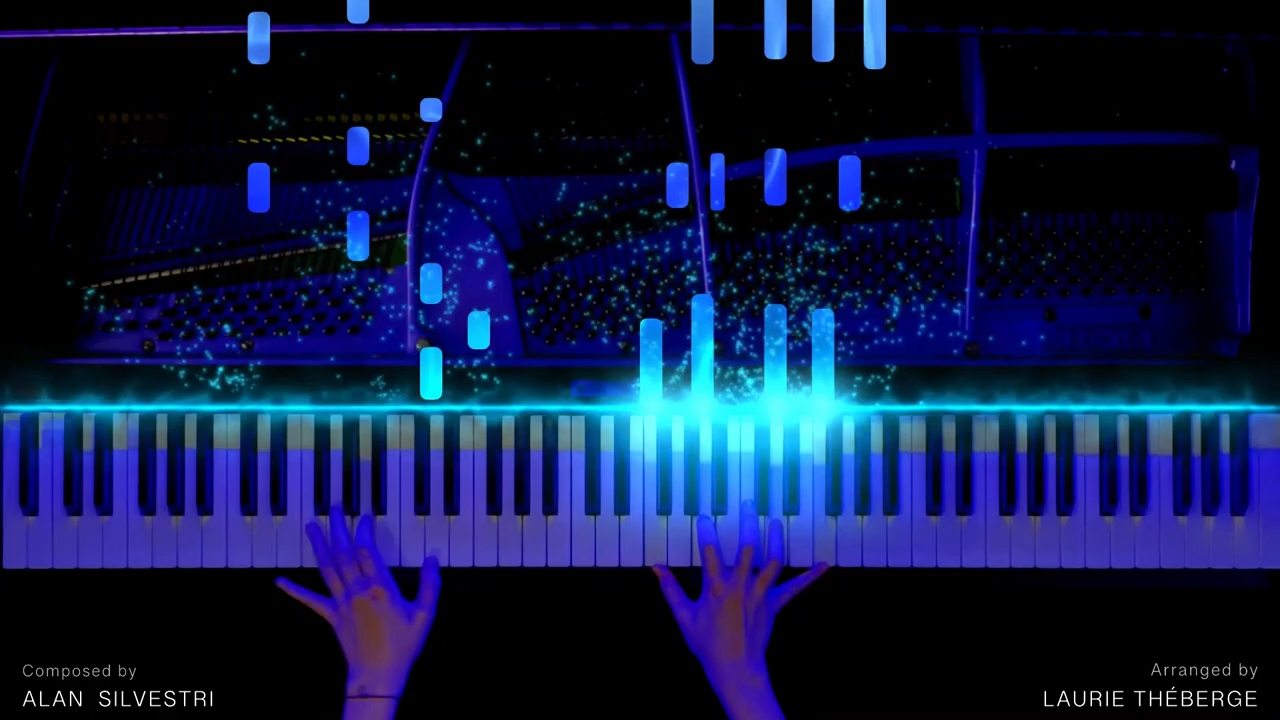 Composed by
ALAN SILVESTRI
Arranged by
LAURIE THÉBERGE